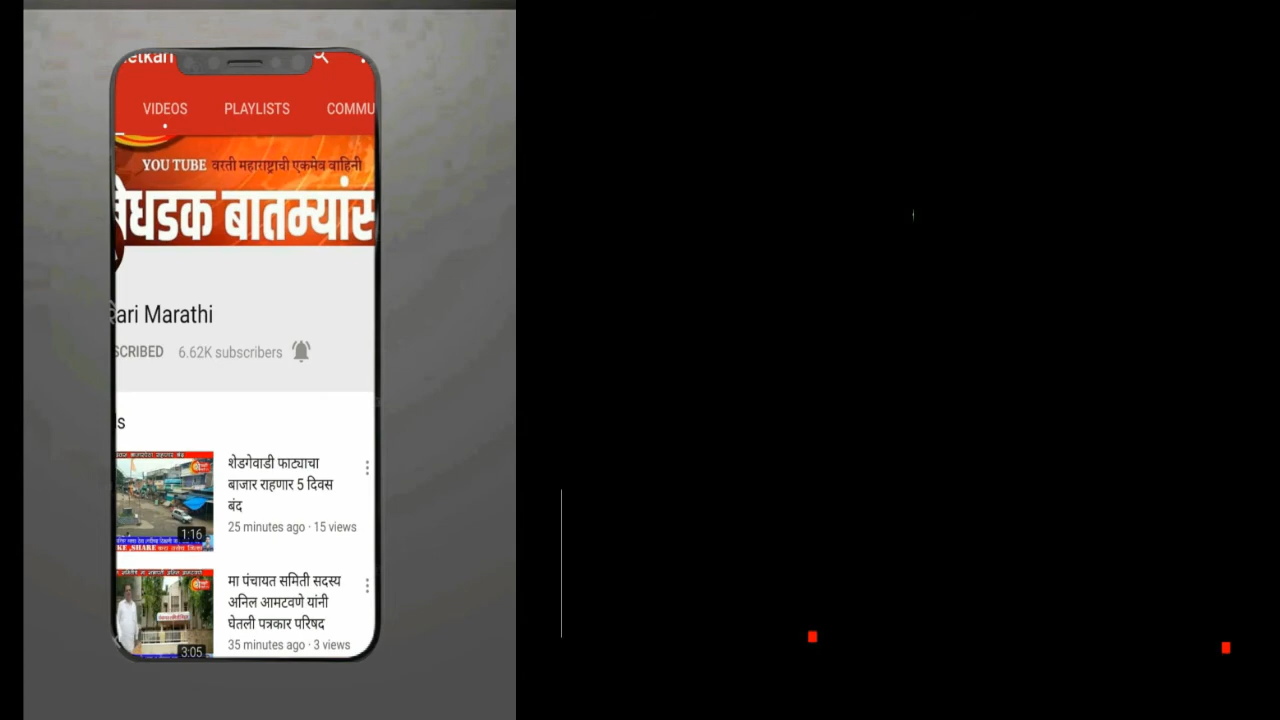 VIDEOS PLAYLISTS COMMU
YOU TUBE वरती महाराष्ट्राची एकमेव वाहिनी
बेधडक बातम्यांस
ari Marathi
SCRIBED 6.62K subscribers
s
शेडगेवाडी फाट्याचा
बाजार राहणार 5 दिवस
बंद
25 minutes ago · 15 views
1:16
मा पंचायत समिती सदस्य
अनिल आमटवणे यांनी
घेतली पत्रकार परिषद
35 minutes ago · 3 views
3:05